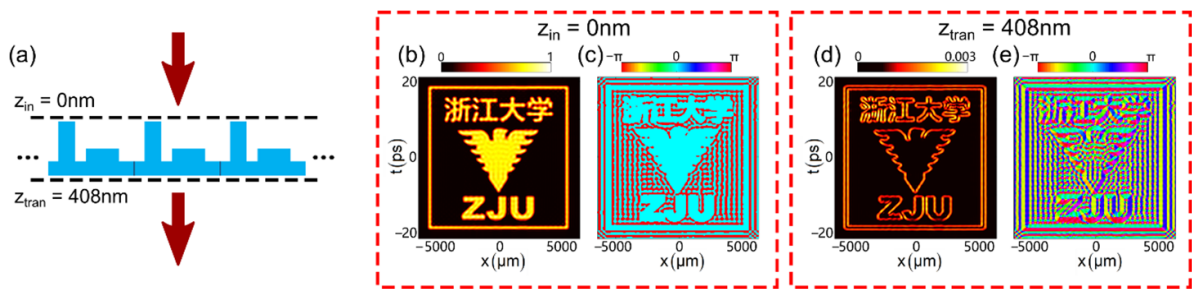 z_in = 0nm
z_tran = 408nm
(a)
z_in = 0nm
z_tran = 408nm
(b)
0
1
(c)
−π
0
π
(d)
0
0.003
(e)
−π
0
π
20
0
−20
t(ps)
浙江大学
ZJU
浙江大学
ZJU
−5000
0
5000
x(μm)
−5000
0
5000
x(μm)
20
0
−20
t(ps)
浙江大学
ZJU
浙江大学
ZJU
−5000
0
5000
x(μm)
−5000
0
5000
x(μm)